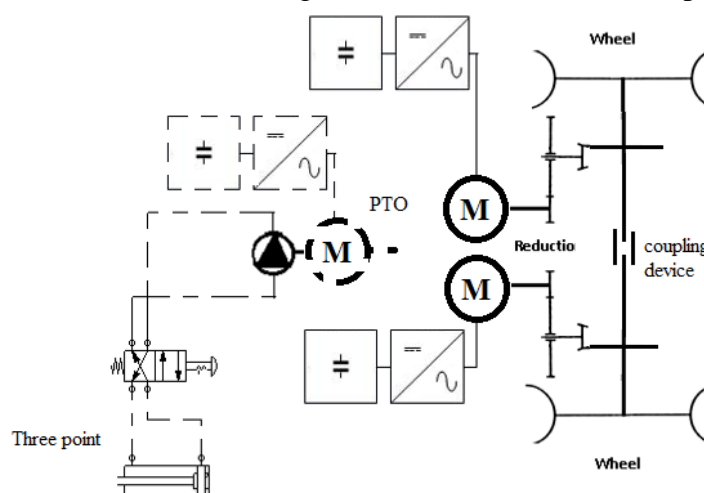 Wheel
PTO
M
M
Reductio
coupling
device
M
Three point
Wheel